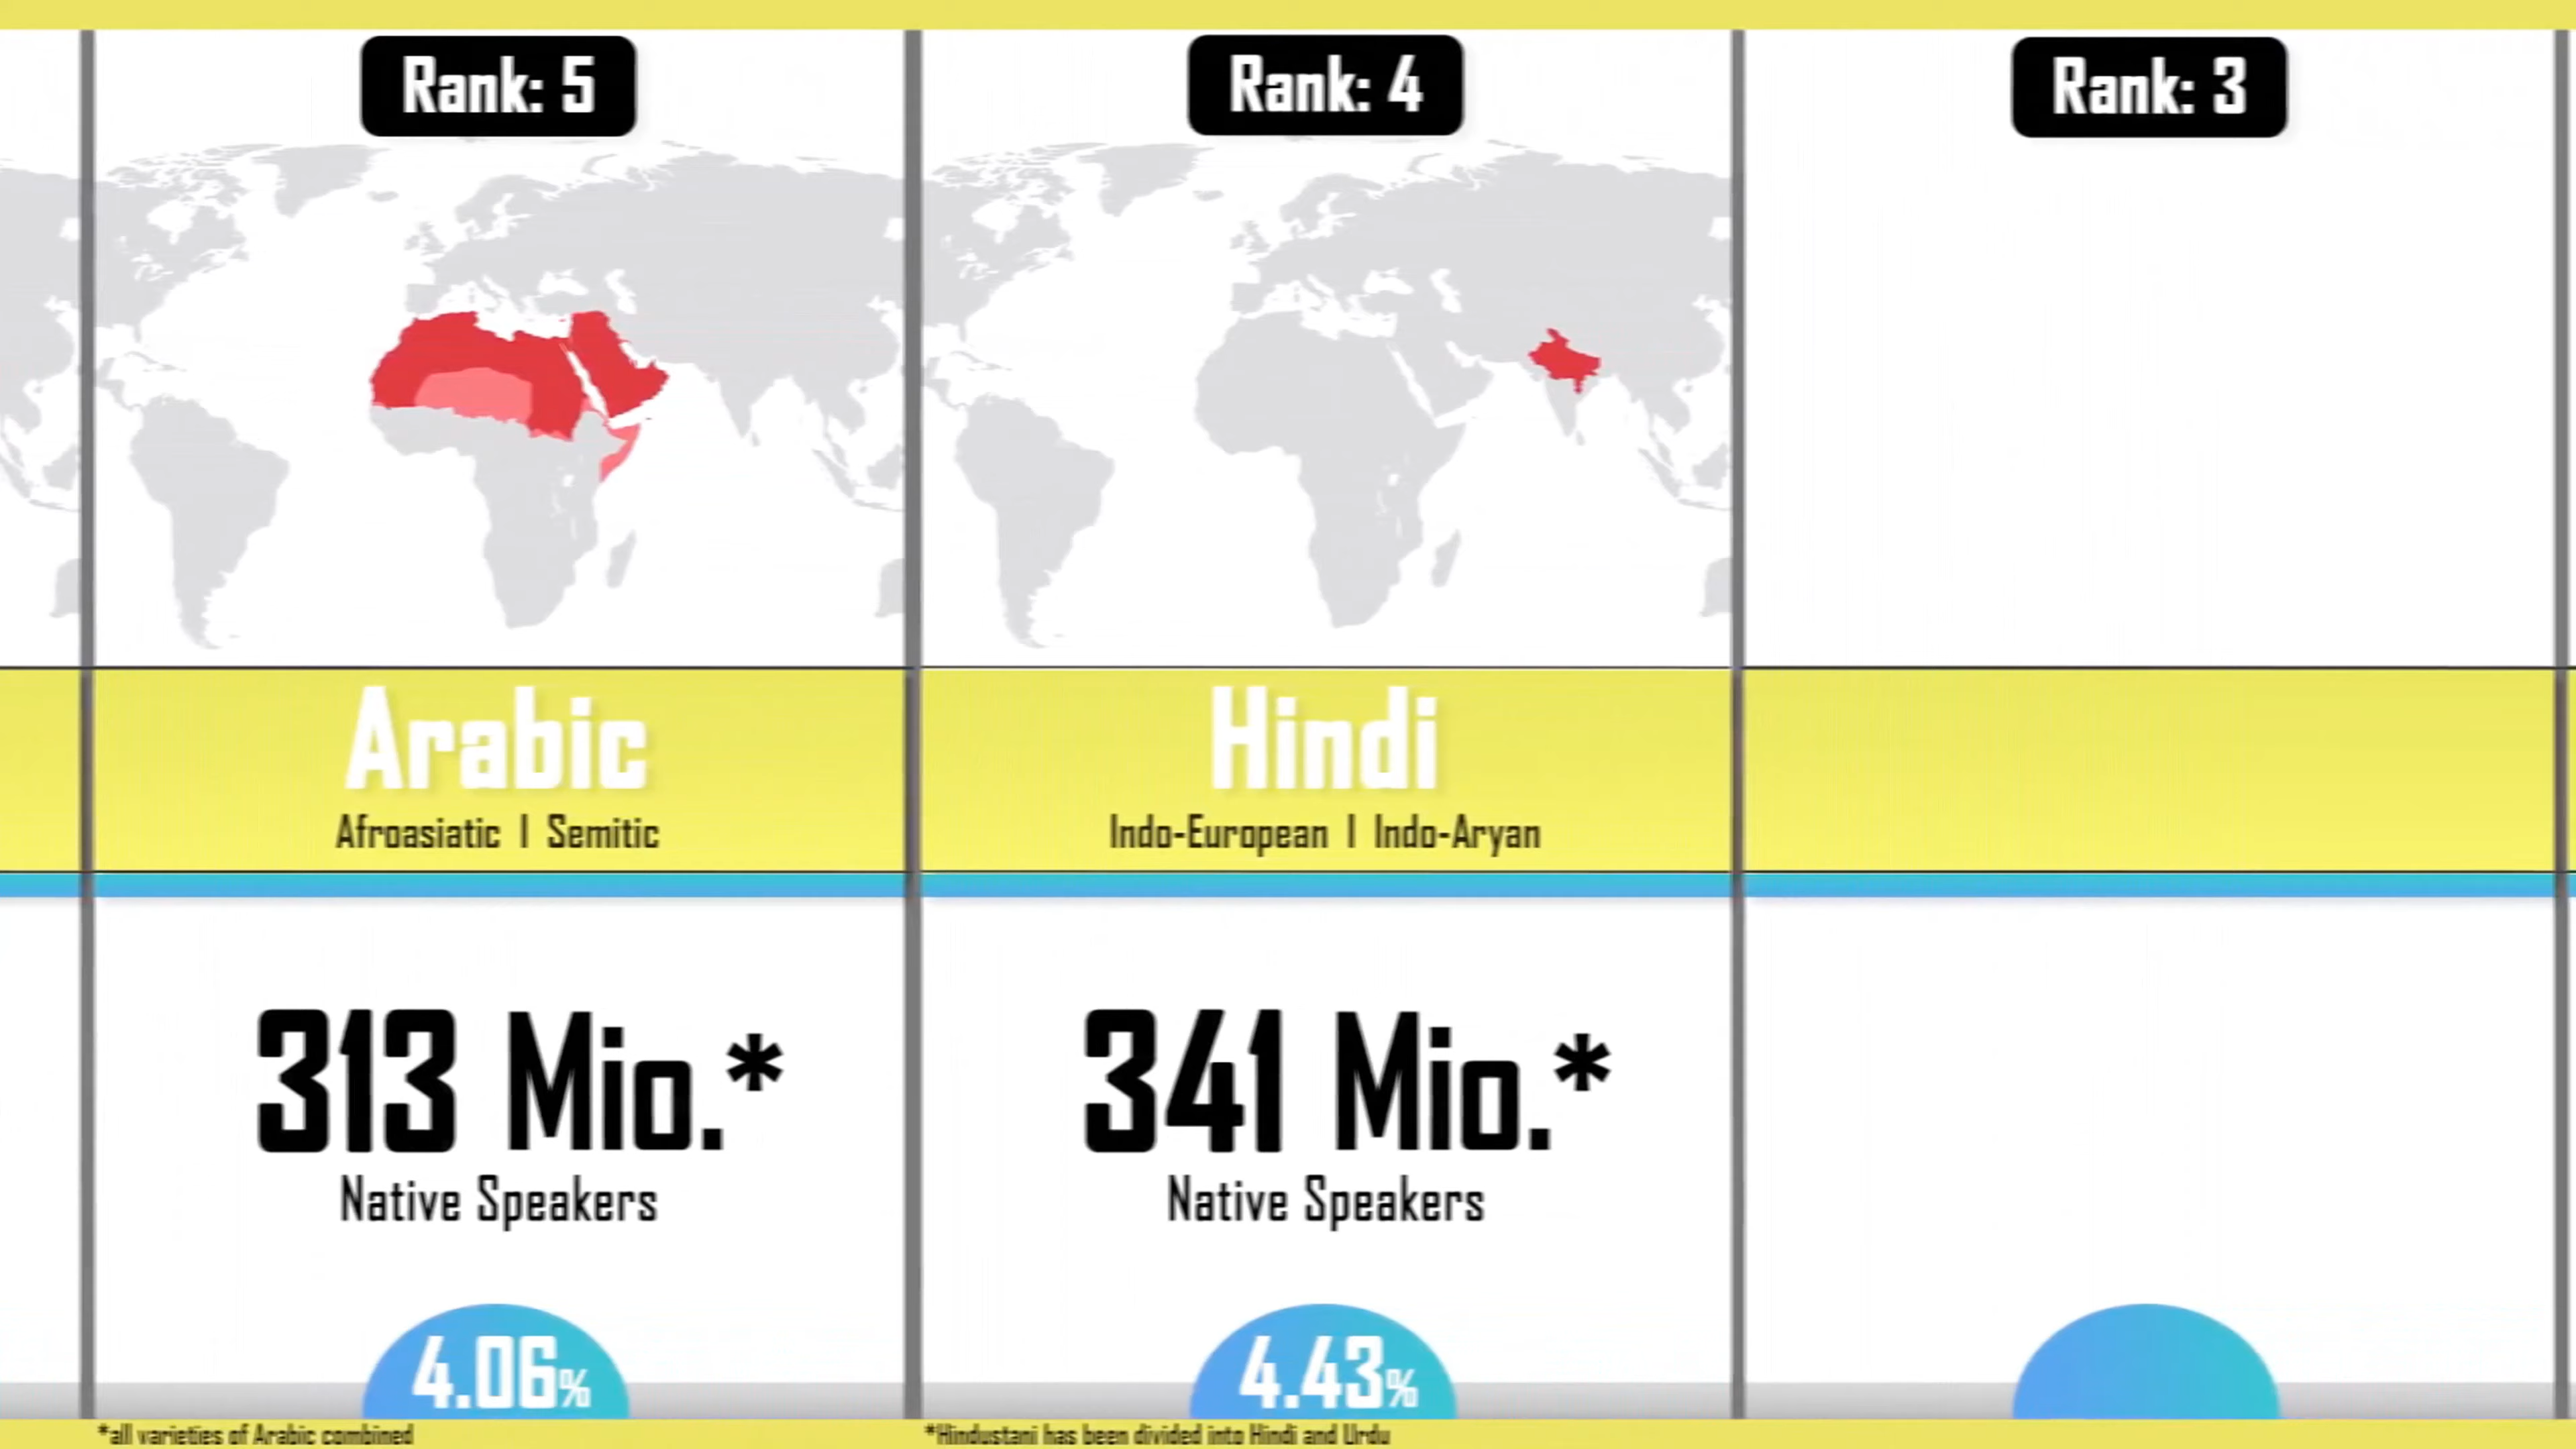 Rank: 5
Arabic
Afroasiatic | Semitic
313 Mio.*
Native Speakers
4.06%
*all varieties of Arabic combined
Rank: 4
Hindi
Indo-European | Indo-Aryan
341 Mio.*
Native Speakers
4.43%
*Hindustani has been divided into Hindi and Urdu
Rank: 3